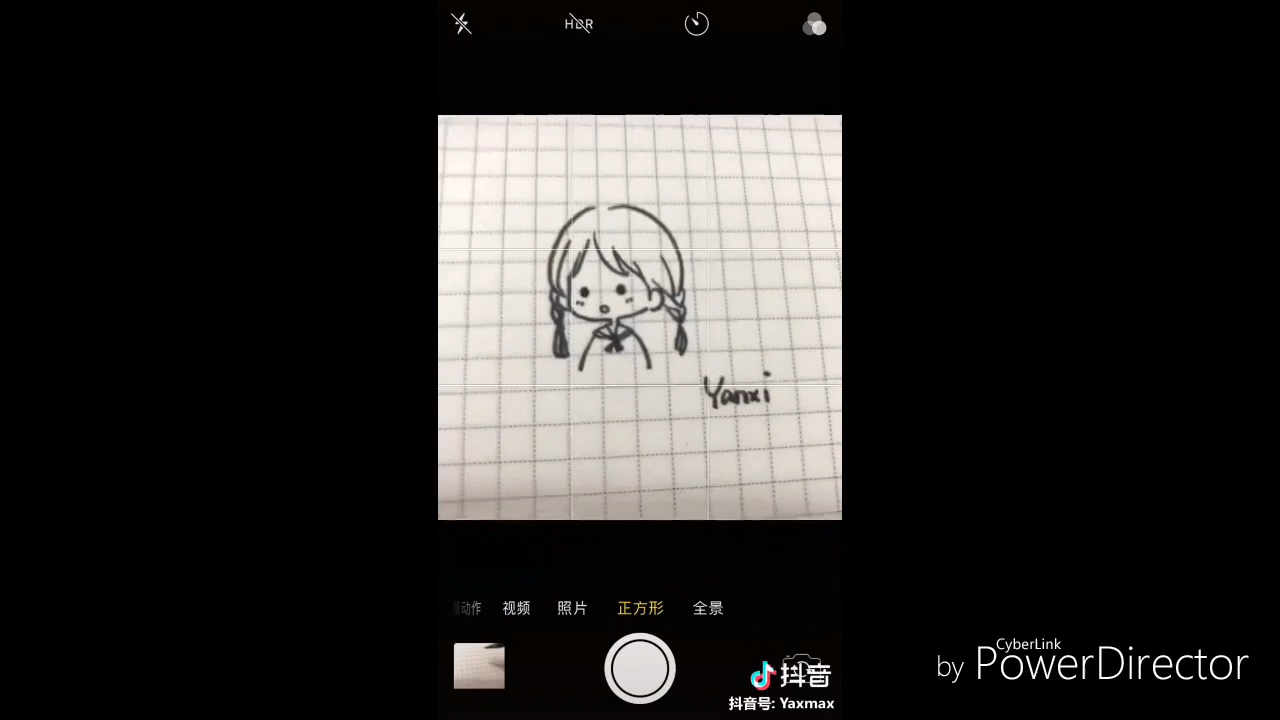 HDR
Yanxi
慢动作 视频 照片 正方形 全景
抖音
抖音号: Yaxmax
CyberLink
by PowerDirector